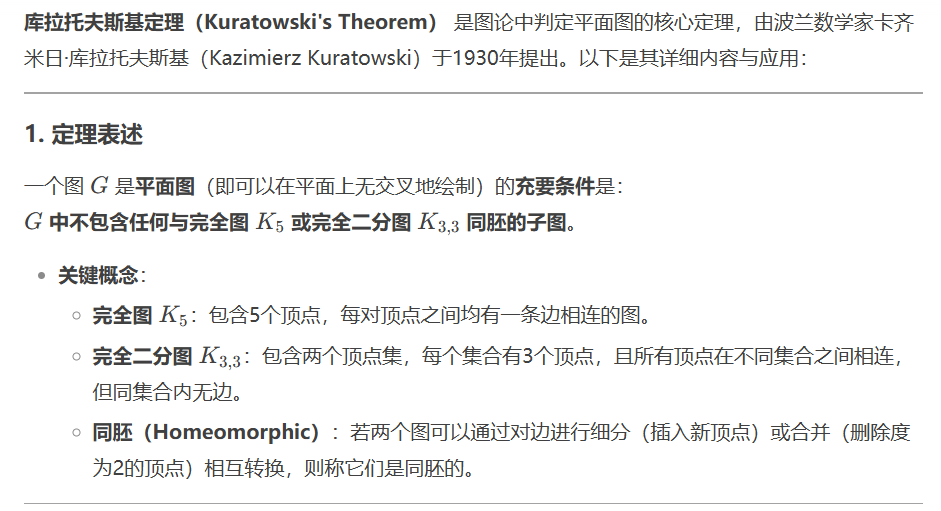 库拉托夫斯基定理（Kuratowski's Theorem） 是图论中判定平面图的核心定理，由波兰数学家卡齐
米日·库拉托夫斯基（Kazimierz Kuratowski）于1930年提出。以下是其详细内容与应用：
1. 定理表述
一个图 G 是平面图（即可以在平面上无交叉地绘制）的充要条件是：
G 中不包含任何与完全图 K₅ 或完全二分图 K₃,₃ 同胚的子图。
• 关键概念：
◦ 完全图 K₅：包含5个顶点，每对顶点之间均有一条边相连的图。
◦ 完全二分图 K₃,₃：包含两个顶点集，每个集合有3个顶点，且所有顶点在不同集合之间相连，
但同集合内无边。
◦ 同胚（Homeomorphic）：若两个图可以通过对边进行细分（插入新顶点）或合并（删除度
为2的顶点）相互转换，则称它们是同胚的。